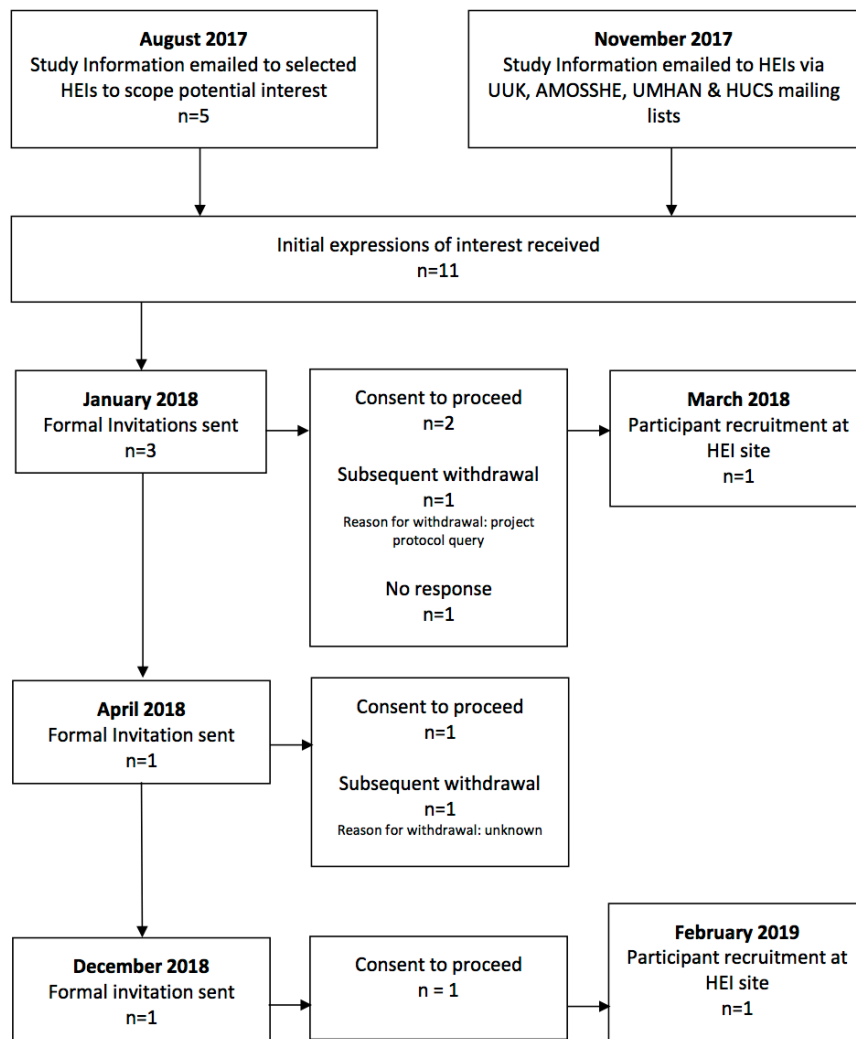 August 2017
Study Information emailed to selected
HEIs to scope potential interest
n=5
November 2017
Study Information emailed to HEIs via
UUK, AMOSSHE, UMHAN & HUCS mailing
lists
Initial expressions of interest received
n=11
January 2018
Formal Invitations sent
n=3
Consent to proceed
n=2
Subsequent withdrawal
n=1
Reason for withdrawal: project
protocol query
No response
n=1
March 2018
Participant recruitment at
HEI site
n=1
April 2018
Formal Invitation sent
n=1
Consent to proceed
n=1
Subsequent withdrawal
n=1
Reason for withdrawal: unknown
December 2018
Formal invitation sent
n=1
Consent to proceed
n = 1
February 2019
Participant recruitment at
HEI site
n=1